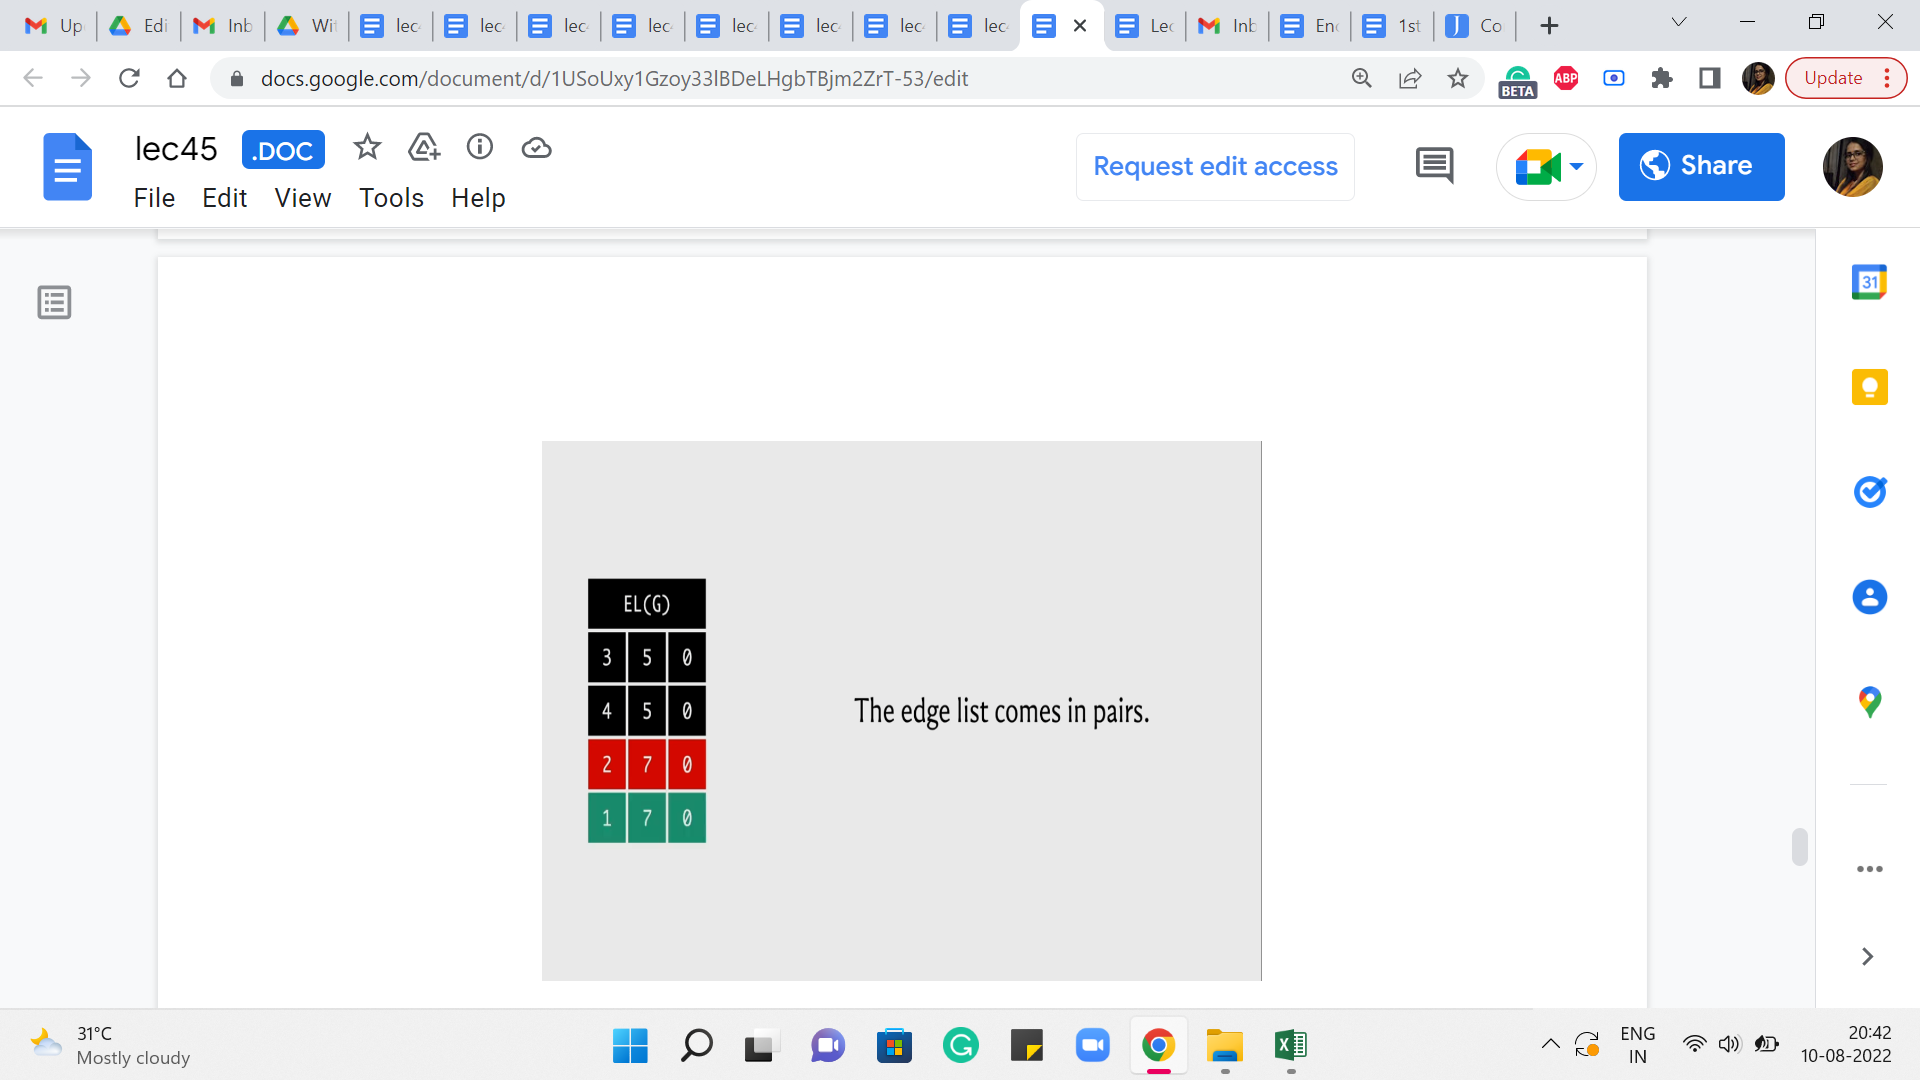 Up
Edi
Inb
Wit
lec
lec
lec
lec
lec
lec
lec
lec
Lec
Inb
Enc
1st
Co
docs.google.com/document/d/1USoUxy1Gzoy33lBDeLHgbTBjm2ZrT-53/edit
BETA
ABP
Update
lec45
.DOC
Request edit access
Share
File Edit View Tools Help
31
EL(G)
3 5 0
4 5 0
2 7 0
1 7 0
The edge list comes in pairs.
31°C
Mostly cloudy
ENG
IN
20:42
10-08-2022